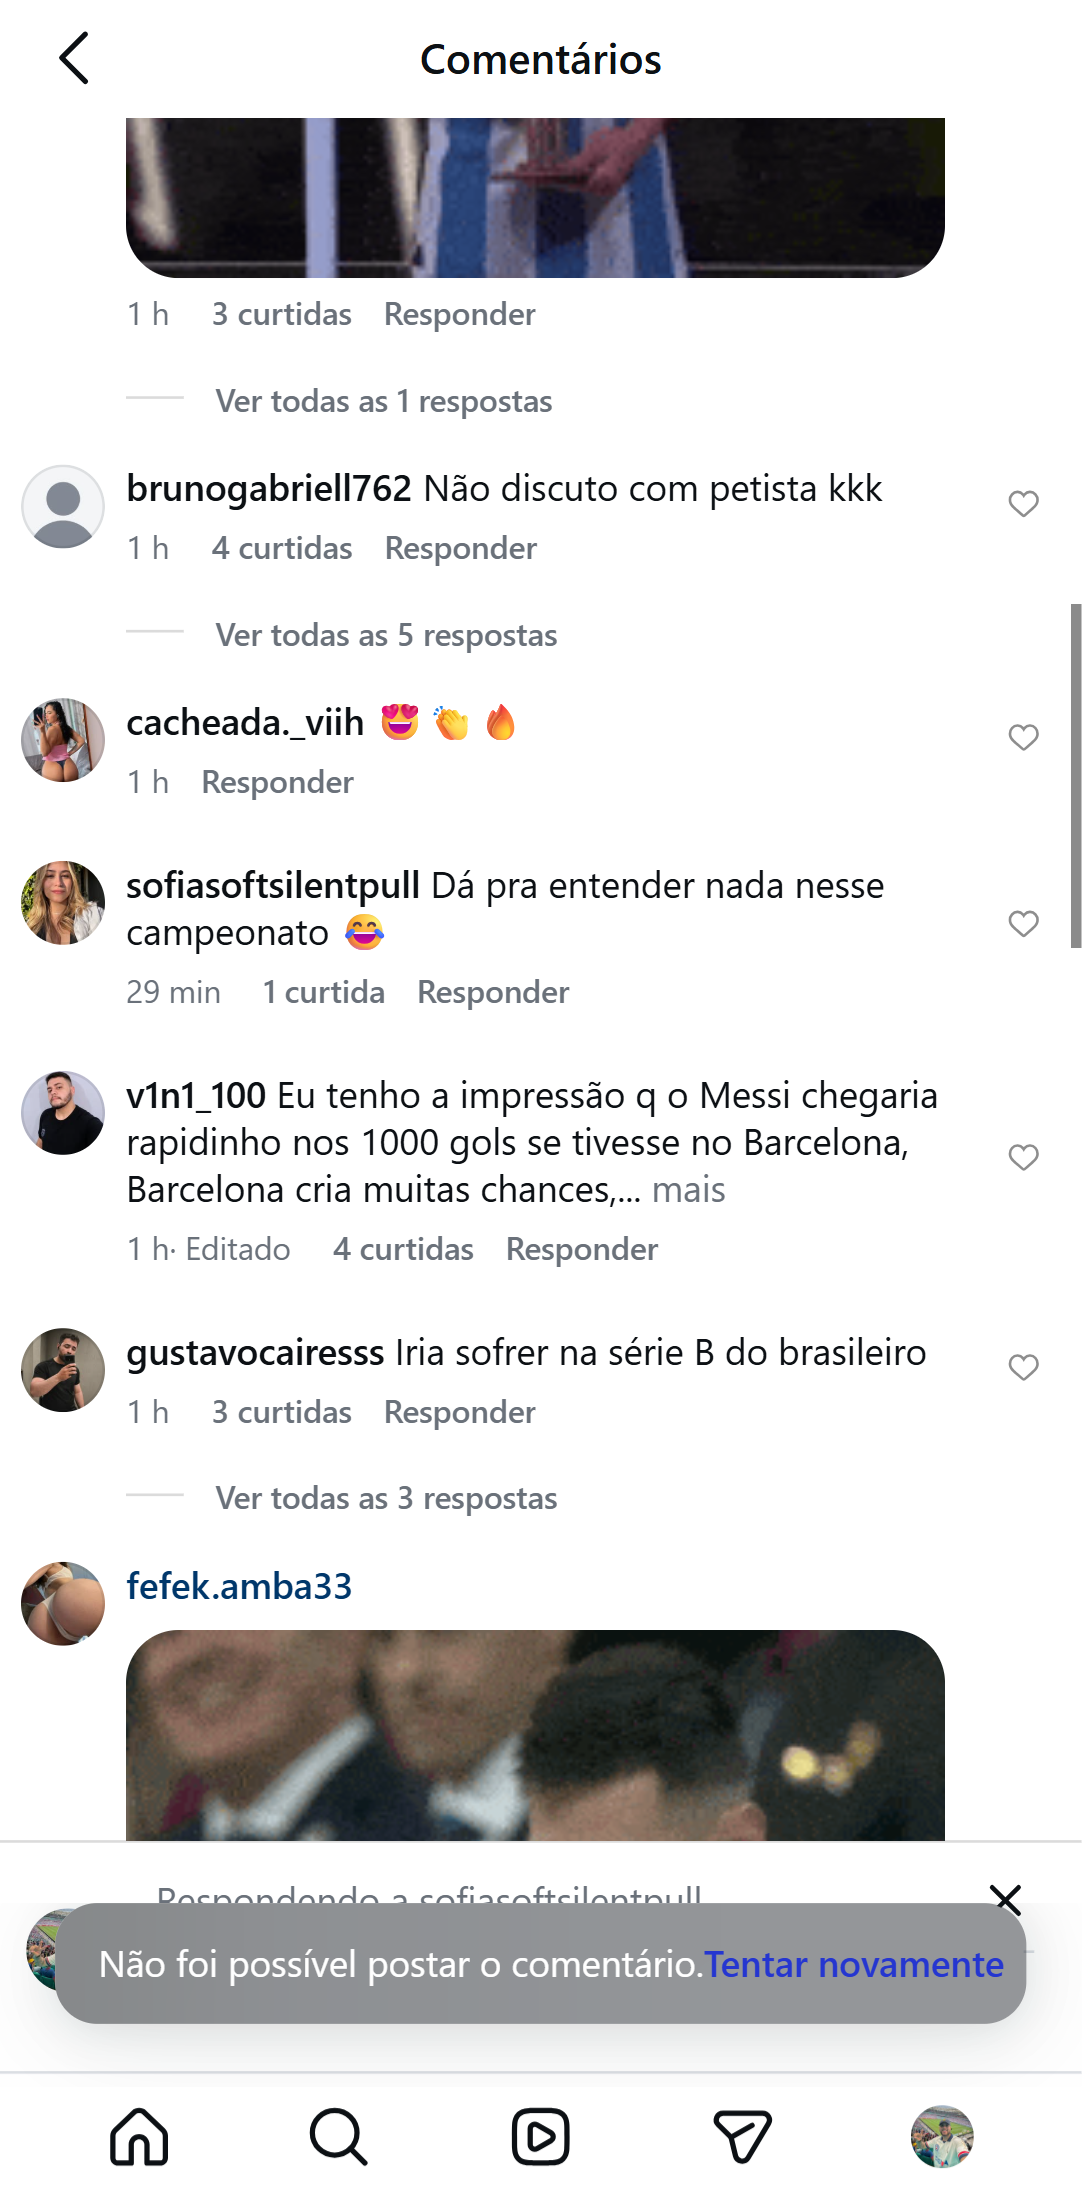 Comentários
1 h 3 curtidas Responder
Ver todas as 1 respostas
brunogabriell762 Não discuto com petista kkk
1 h 4 curtidas Responder
Ver todas as 5 respostas
cacheada._viih 😍 👏 🔥
1 h Responder
sofiasoftsilentpull Dá pra entender nada nesse
campeonato 😂
29 min 1 curtida Responder
v1n1_100 Eu tenho a impressão q o Messi chegaria
rapidinho nos 1000 gols se tivesse no Barcelona,
Barcelona cria muitas chances,... mais
1 h· Editado 4 curtidas Responder
gustavocairesss Iria sofrer na série B do brasileiro
1 h 3 curtidas Responder
Ver todas as 3 respostas
fefek.amba33
Respondendo a sofiasoftsilentpull
Não foi possível postar o comentário.Tentar novamente